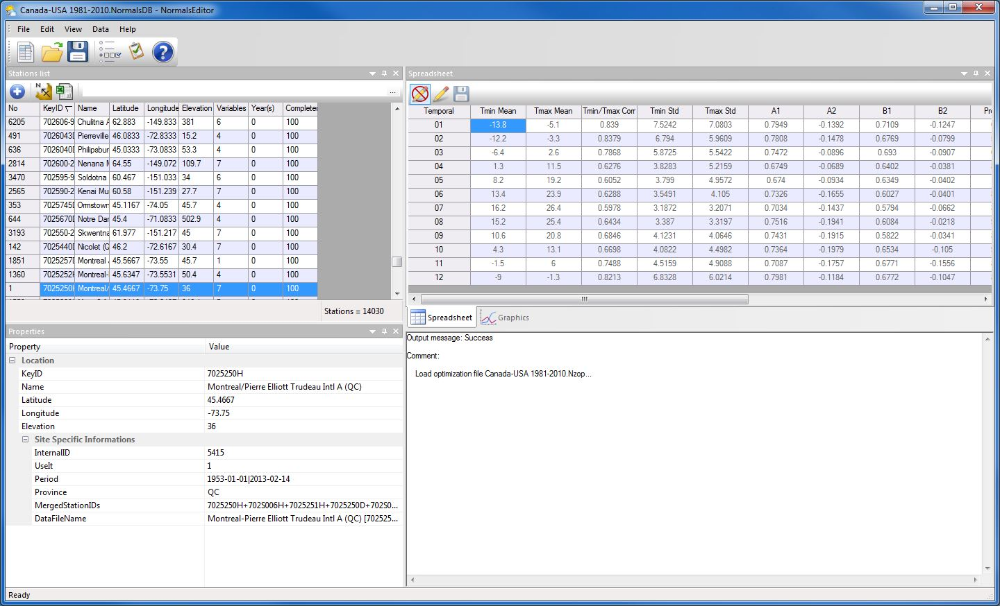 Canada-USA 1981-2010.NormalsDB - NormalsEditor
File Edit View Data Help
Stations list
N
...
No KeyID Name Latitude Longitude Elevation Variables Year(s) Completer
6205 702606-9 Chulitna 62.883 -149.833 381 6 0 100
491 7026043 Pierreville 46.0833 -72.8333 15.2 4 0 100
636 7026040 Philipsbur 45.0333 -73.0833 53.3 4 0 100
2814 702600-2 Nenana 64.55 -149.072 109.7 7 0 100
3470 702595-9 Soldotna 60.467 -151.033 34 6 0 100
2565 702590-2 Kenai Mu 60.58 -151.239 27.7 7 0 100
353 7025745 Ormstown 45.1167 -74.05 45.7 4 0 100
644 7025670 Notre Dar 45.4 -71.0833 502.9 4 0 100
3193 702550-2 Skwentna 61.977 -151.217 45 7 0 100
142 7025440 Nicolet (Q 46.2 -72.6167 30.4 7 0 100
1851 7025257 Montreal 45.5667 -73.55 45.7 1 0 100
1360 7025252 Montreal- 45.6347 -73.5531 50.4 4 0 100
1 7025250 Montreal/ 45.4667 -73.75 36 7 0 100
Stations = 14030
Properties
Property Value
Location
KeyID 7025250H
Name Montreal/Pierre Elliott Trudeau Intl A (QC)
Latitude 45.4667
Longitude -73.75
Elevation 36
Site Specific Informations
InternalID 5415
UseIt 1
Period 1953-01-01|2013-02-14
Province QC
MergedStationIDs 7025250H+702S006H+7025251H+7025250D+702S0...
DataFileName Montreal-Pierre Elliott Trudeau Intl A (QC) [702525...
Spreadsheet
Temporal Tmin Mean Tmax Mean Tmin/Tmax Corr Tmin Std Tmax Std A1 A2 B1 B2 Pr
01 -13.8 -5.1 0.839 7.5242 7.0803 0.7949 -0.1392 0.7109 -0.1247
02 -12.2 -3.3 0.8379 6.794 5.9609 0.7808 -0.1478 0.6769 -0.0799
03 -6.4 2.6 0.7868 5.8725 5.5422 0.7472 -0.0896 0.693 -0.0907
04 1.3 11.5 0.6276 3.8283 5.2159 0.6749 -0.0689 0.6402 -0.0381
05 8.2 19.2 0.6052 3.799 4.9572 0.674 -0.0934 0.6349 -0.0402
06 13.4 23.9 0.6288 3.5491 4.105 0.7326 -0.1655 0.6027 -0.0401
07 16.2 26.4 0.5978 3.1872 3.2071 0.7034 -0.1437 0.5794 -0.0662
08 15.2 25.4 0.6434 3.387 3.3197 0.7516 -0.1941 0.6084 -0.0218
09 10.6 20.8 0.6846 4.1231 4.0646 0.7431 -0.1915 0.5822 -0.0341
10 4.3 13.1 0.6698 4.0822 4.4982 0.7364 -0.1979 0.6534 -0.105
11 -1.5 6 0.7488 4.5159 4.9088 0.7087 -0.1757 0.6771 -0.1556
12 -9 -1.3 0.8213 6.8328 6.0214 0.7981 -0.1184 0.6772 -0.1047
Spreadsheet Graphics
Output message: Success
Comment:
Load optimization file Canada-USA 1981-2010.Nzop...
Ready